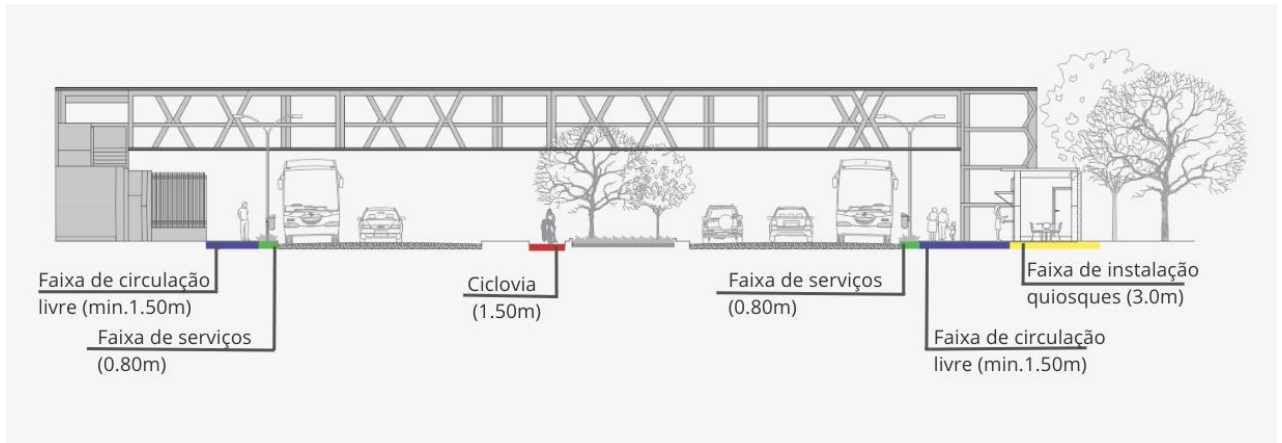 Faixa de circulação
livre (min.1.50m)
Faixa de serviços
(0.80m)
Ciclovia
(1.50m)
Faixa de serviços
(0.80m)
Faixa de circulação
livre (min.1.50m)
Faixa de instalação
quiosques (3.0m)